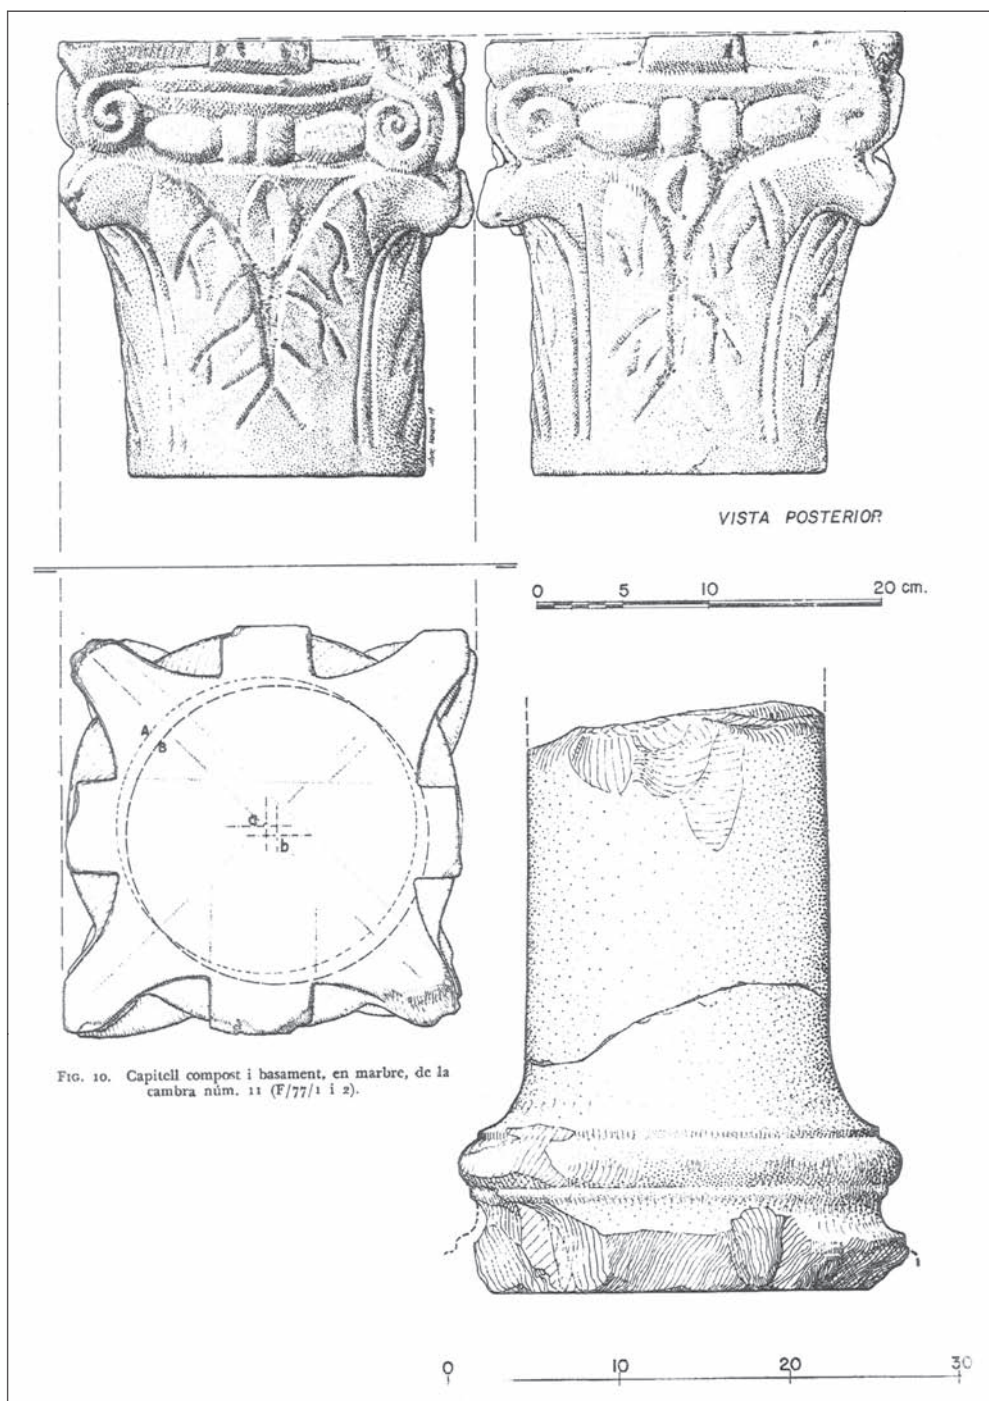 VISTA POSTERIOR
0 5 10 20 cm.
A
B
a
b
FIG. 10. Capitell compost i basament, en marbre, de la
cambra núm. 11 (F/77/1 i 2).
0 10 20 30